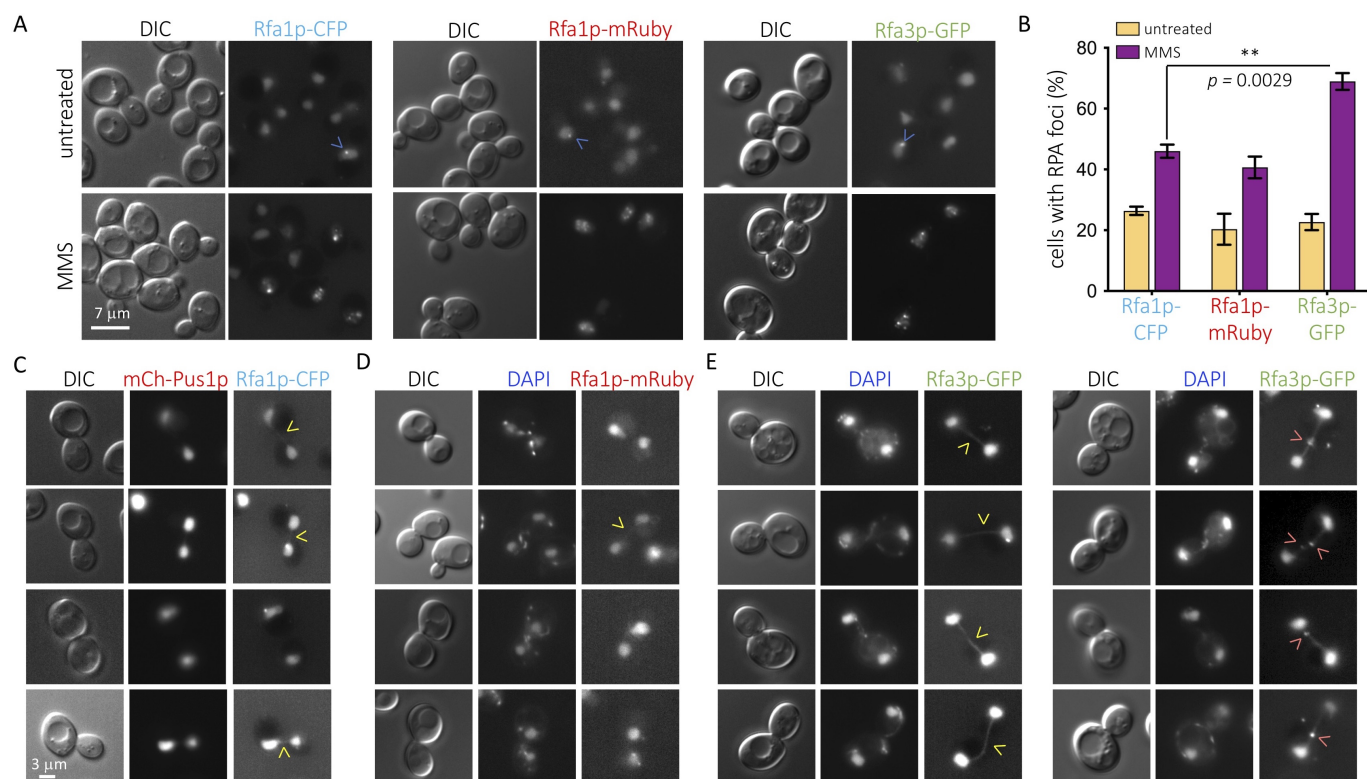 A
DIC Rfa1p-CFP DIC Rfa1p-mRuby DIC Rfa3p-GFP
untreated
MMS
7 μm
B
untreated
MMS
**
p = 0.0029
cells with RPA foci (%)
80
60
40
20
0
Rfa1p-
CFP
Rfa1p-
mRuby
Rfa3p-
GFP
C
DIC mCh-Pus1p Rfa1p-CFP
3 μm
D
DIC DAPI Rfa1p-mRuby
E
DIC DAPI Rfa3p-GFP DIC DAPI Rfa3p-GFP